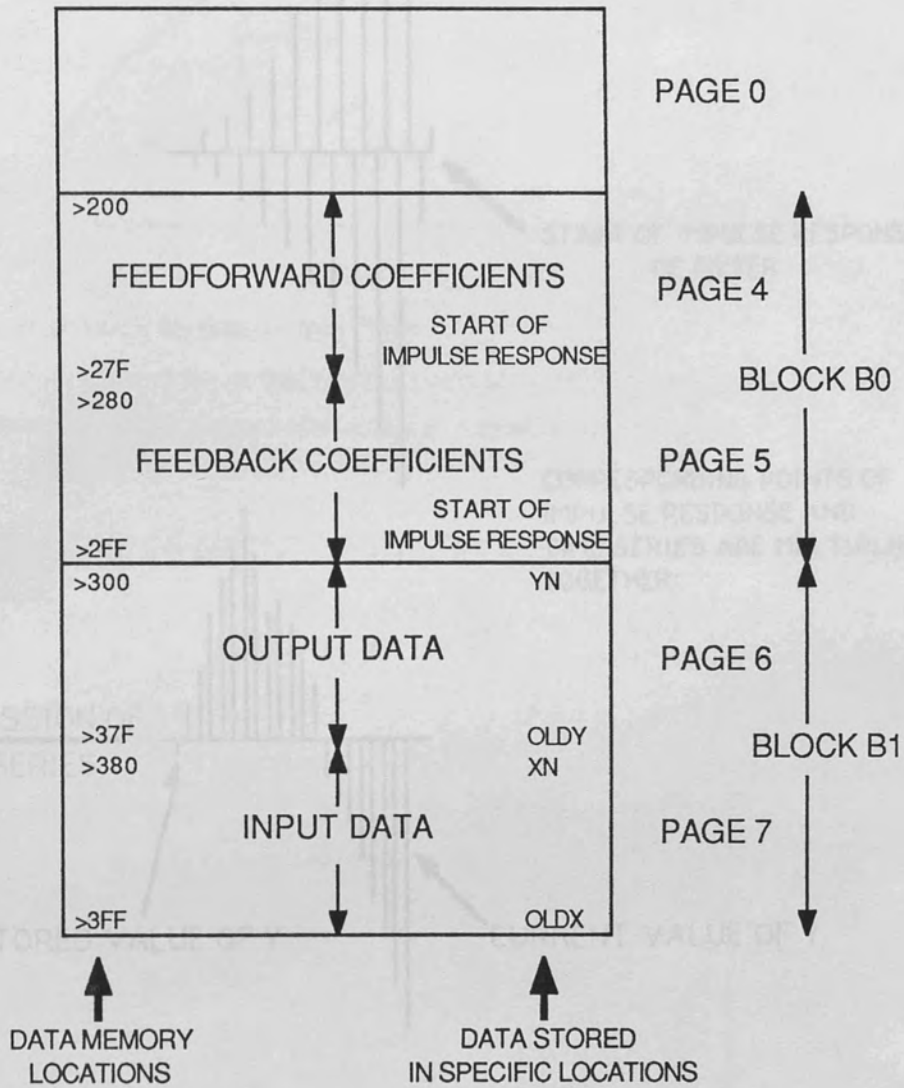 PAGE 0
>200
FEEDFORWARD COEFFICIENTS
PAGE 4
START OF
IMPULSE RESPONSE
>27F
>280
BLOCK B0
FEEDBACK COEFFICIENTS
PAGE 5
START OF
IMPULSE RESPONSE
>2FF
>300
YN
OUTPUT DATA
PAGE 6
>37F
OLDY
>380
XN
BLOCK B1
INPUT DATA
PAGE 7
>3FF
OLDX
DATA MEMORY
LOCATIONS
DATA STORED
IN SPECIFIC LOCATIONS